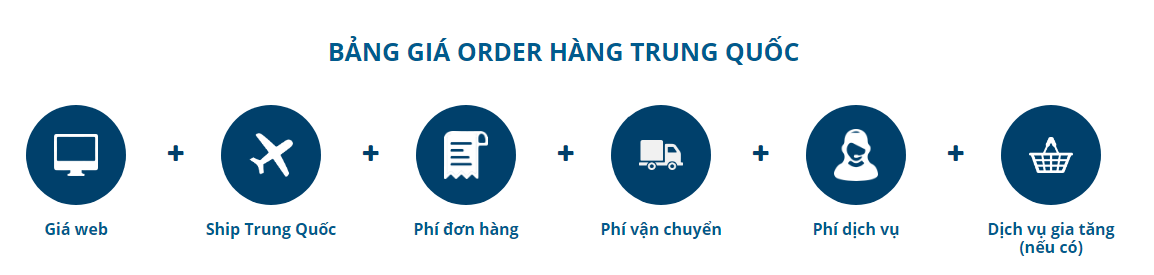 BẢNG GIÁ ORDER HÀNG TRUNG QUỐC
Giá web + Ship Trung Quốc + Phí đơn hàng + Phí vận chuyển + Phí dịch vụ + Dịch vụ gia tăng
(nếu có)